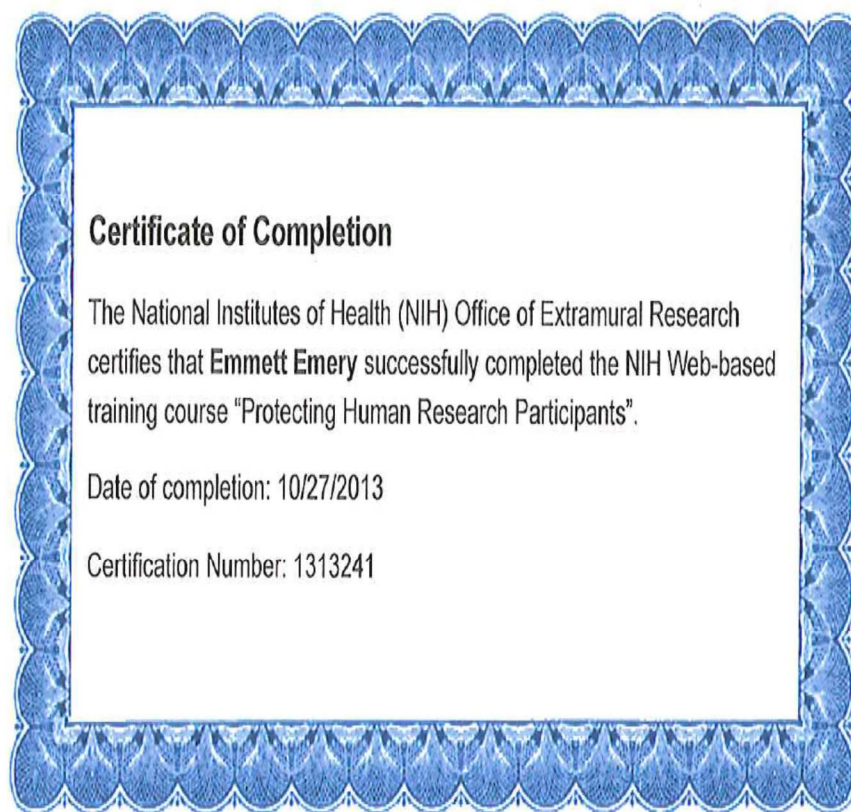 Certificate of Completion
The National Institutes of Health (NIH) Office of Extramural Research
certifies that Emmett Emery successfully completed the NIH Web-based
training course “Protecting Human Research Participants”.
Date of completion: 10/27/2013
Certification Number: 1313241